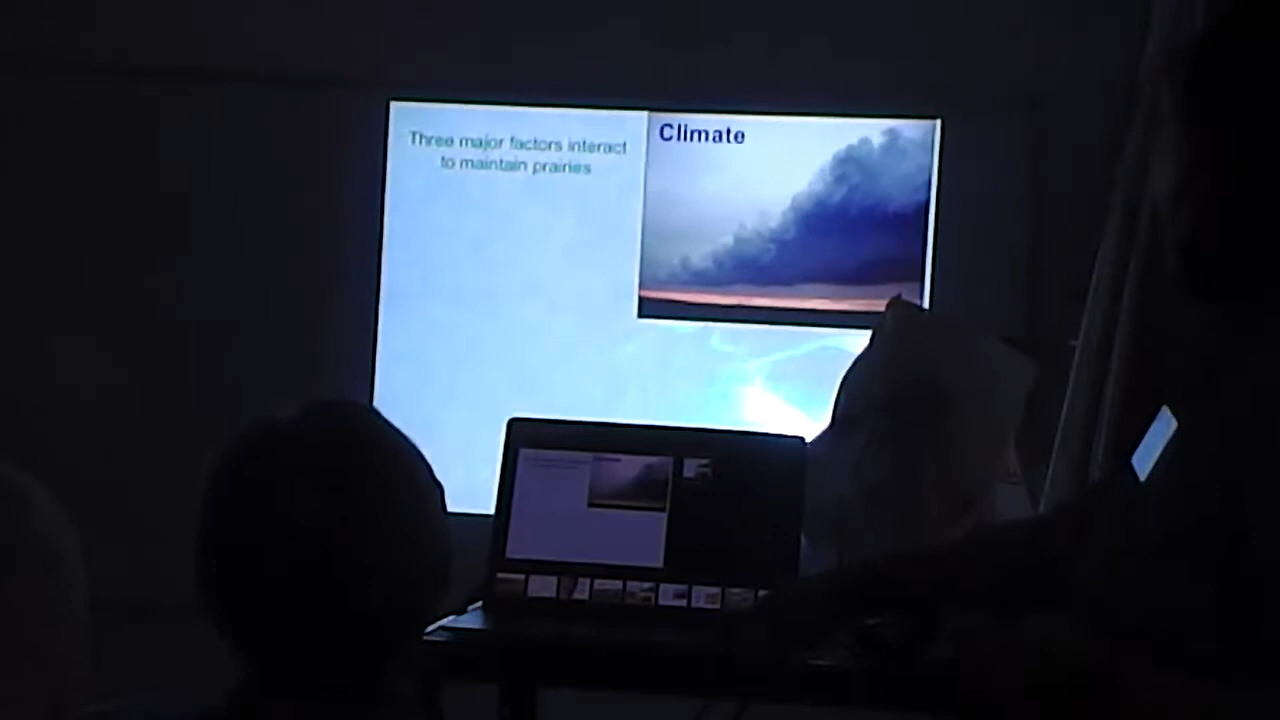 Three major factors interact
to maintain prairies
Climate